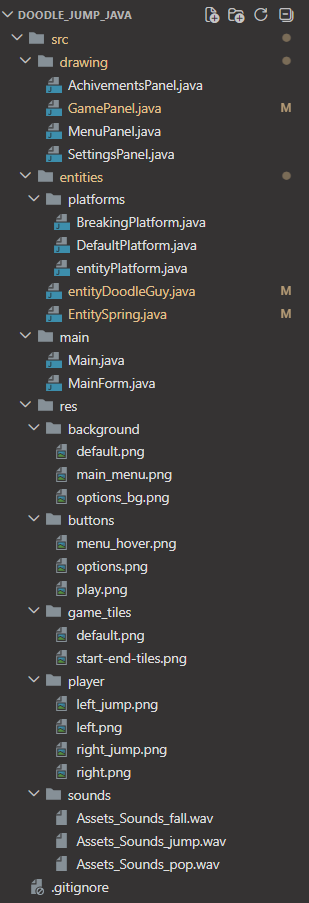 DOODLE_JUMP_JAVA
src
drawing
AchivementsPanel.java
GamePanel.java M
MenuPanel.java
SettingsPanel.java
entities
platforms
BreakingPlatform.java
DefaultPlatform.java
entityPlatform.java
entityDoodleGuy.java M
EntitySpring.java M
main
Main.java
MainForm.java
res
background
default.png
main_menu.png
options_bg.png
buttons
menu_hover.png
options.png
play.png
game_tiles
default.png
start-end-tiles.png
player
left_jump.png
left.png
right_jump.png
right.png
sounds
Assets_Sounds_fall.wav
Assets_Sounds_jump.wav
Assets_Sounds_pop.wav
.gitignore